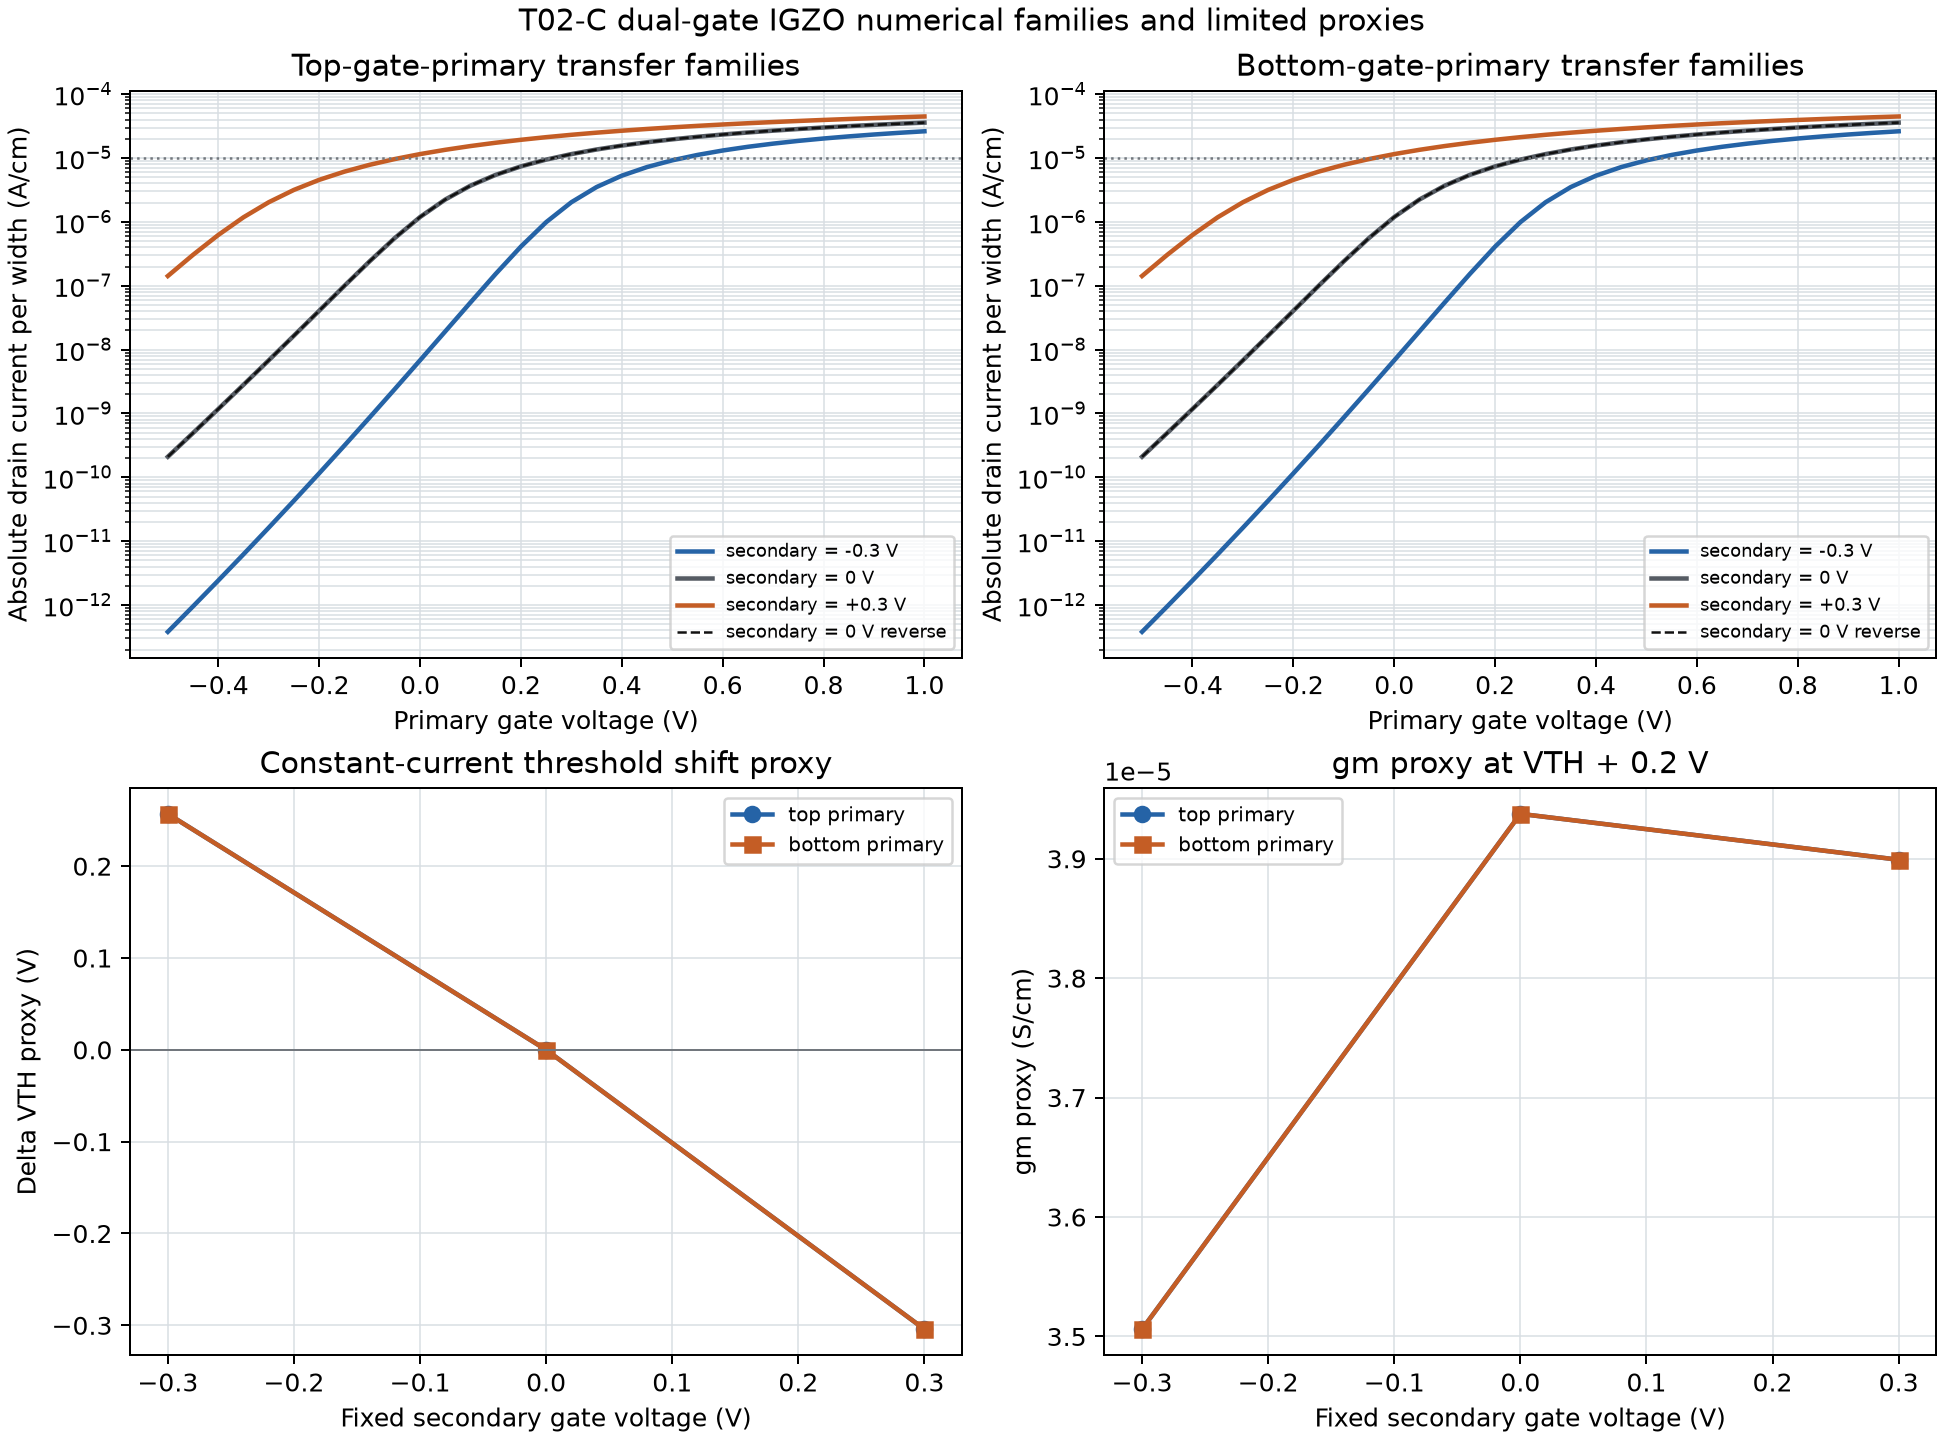 T02-C dual-gate IGZO numerical families and limited proxies
Top-gate-primary transfer families
Absolute drain current per width (A/cm)
10⁻⁴
10⁻⁵
10⁻⁶
10⁻⁷
10⁻⁸
10⁻⁹
10⁻¹⁰
10⁻¹¹
10⁻¹²
secondary = -0.3 V
secondary = 0 V
secondary = +0.3 V
secondary = 0 V reverse
−0.4 −0.2 0.0 0.2 0.4 0.6 0.8 1.0
Primary gate voltage (V)
Bottom-gate-primary transfer families
Absolute drain current per width (A/cm)
10⁻⁴
10⁻⁵
10⁻⁶
10⁻⁷
10⁻⁸
10⁻⁹
10⁻¹⁰
10⁻¹¹
10⁻¹²
secondary = -0.3 V
secondary = 0 V
secondary = +0.3 V
secondary = 0 V reverse
−0.4 −0.2 0.0 0.2 0.4 0.6 0.8 1.0
Primary gate voltage (V)
Constant-current threshold shift proxy
Delta VTH proxy (V)
0.2
0.1
0.0
−0.1
−0.2
−0.3
top primary
bottom primary
−0.3 −0.2 −0.1 0.0 0.1 0.2 0.3
Fixed secondary gate voltage (V)
gm proxy at VTH + 0.2 V
1e−5
gm proxy (S/cm)
3.9
3.8
3.7
3.6
3.5
top primary
bottom primary
−0.3 −0.2 −0.1 0.0 0.1 0.2 0.3
Fixed secondary gate voltage (V)